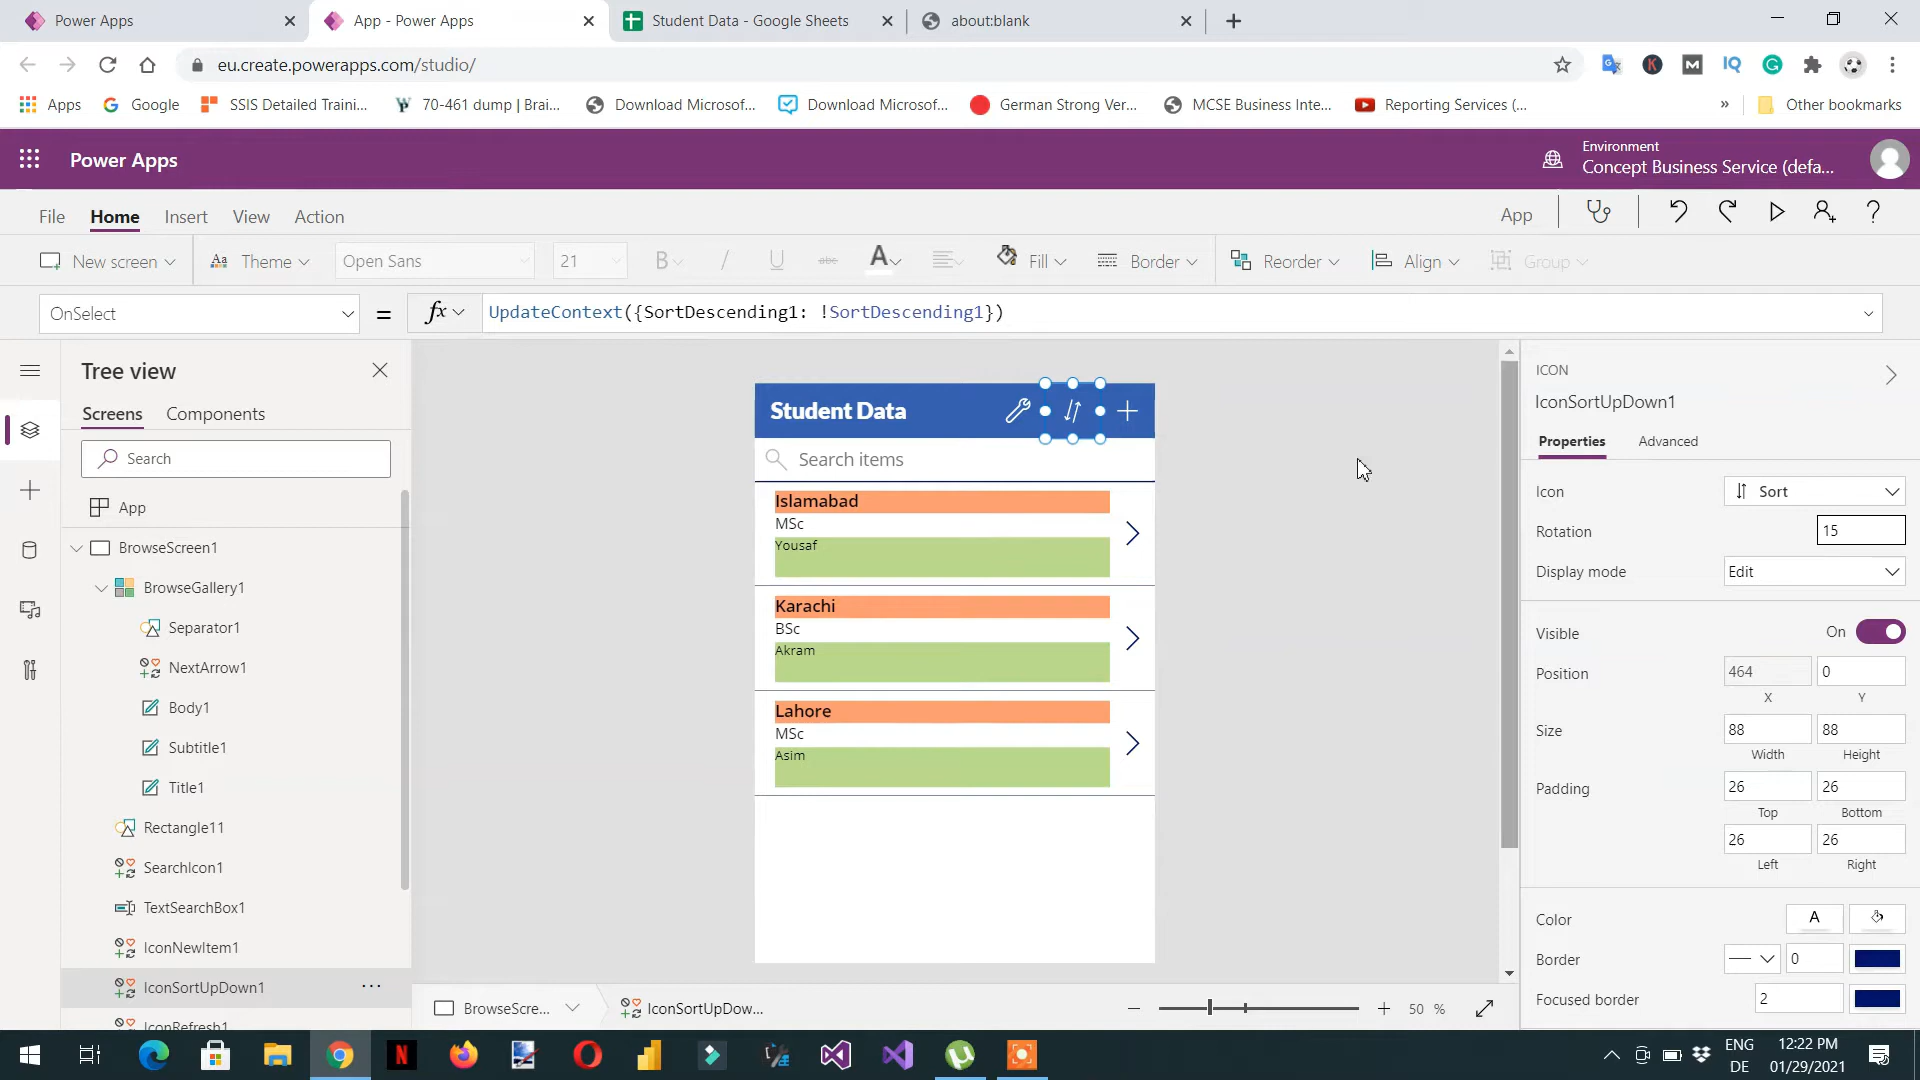 Power Apps
App - Power Apps
Student Data - Google Sheets
about:blank
eu.create.powerapps.com/studio/
Apps
Google
SSIS Detailed Traini...
70-461 dump | Brai...
Download Microsof...
Download Microsof...
German Strong Ver...
MCSE Business Inte...
Reporting Services (...
»
Other bookmarks
Power Apps
Environment
Concept Business Service (defa...
File
Home
Insert
View
Action
App
New screen
Theme
Open Sans
21
B
/
U
abc
A
Fill
Border
Reorder
Align
Group
OnSelect
=
fx
UpdateContext({SortDescending1: !SortDescending1})
Tree view
Screens
Components
Search
App
BrowseScreen1
BrowseGallery1
Separator1
NextArrow1
Body1
Subtitle1
Title1
Rectangle11
SearchIcon1
TextSearchBox1
IconNewItem1
IconSortUpDown1
...
IconRefresh1
Student Data
Search items
Islamabad
MSc
Yousaf
Karachi
BSc
Akram
Lahore
MSc
Asim
BrowseScre...
IconSortUpDow...
50 %
ICON
IconSortUpDown1
Properties
Advanced
Icon
Sort
Rotation
15
Display mode
Edit
Visible
On
Position
464
0
X
Y
Size
88
88
Width
Height
Padding
26
26
Top
Bottom
26
26
Left
Right
Color
A
Border
0
Focused border
2
ENG
DE
12:22 PM
01/29/2021